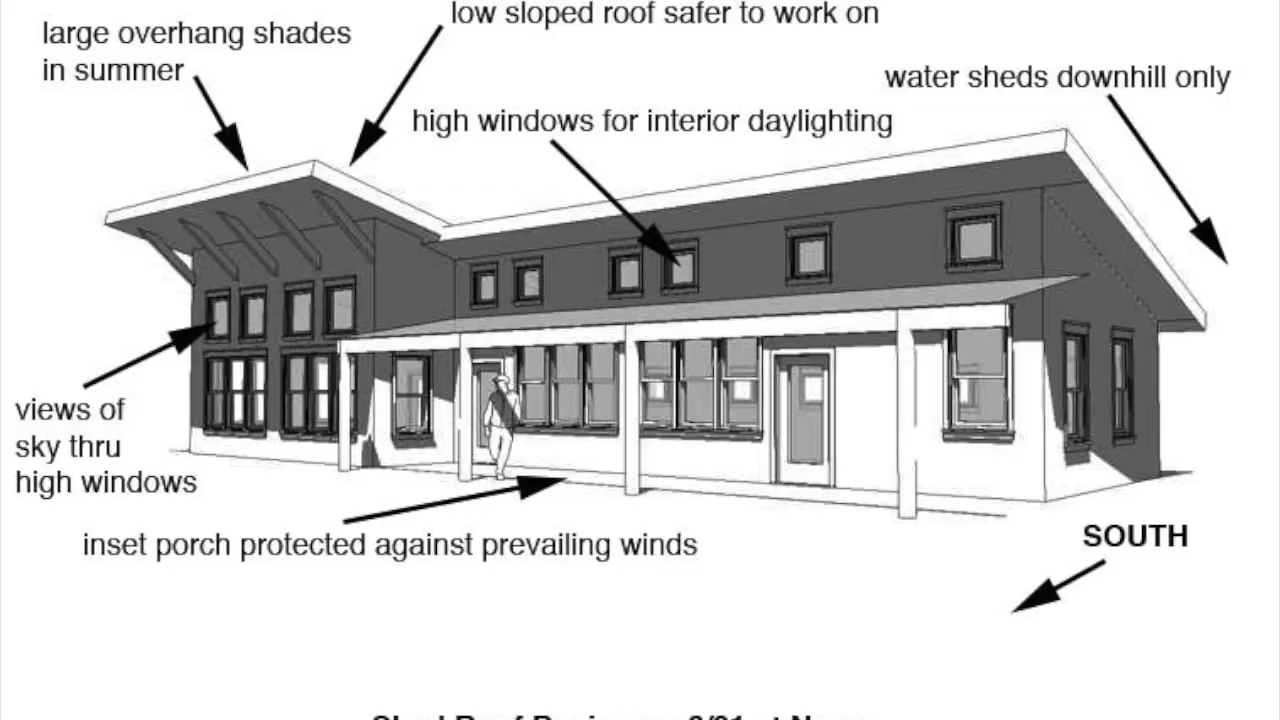 low sloped roof safer to work on
large overhang shades
in summer
water sheds downhill only
high windows for interior daylighting
views of
sky thru
high windows
inset porch protected against prevailing winds
SOUTH